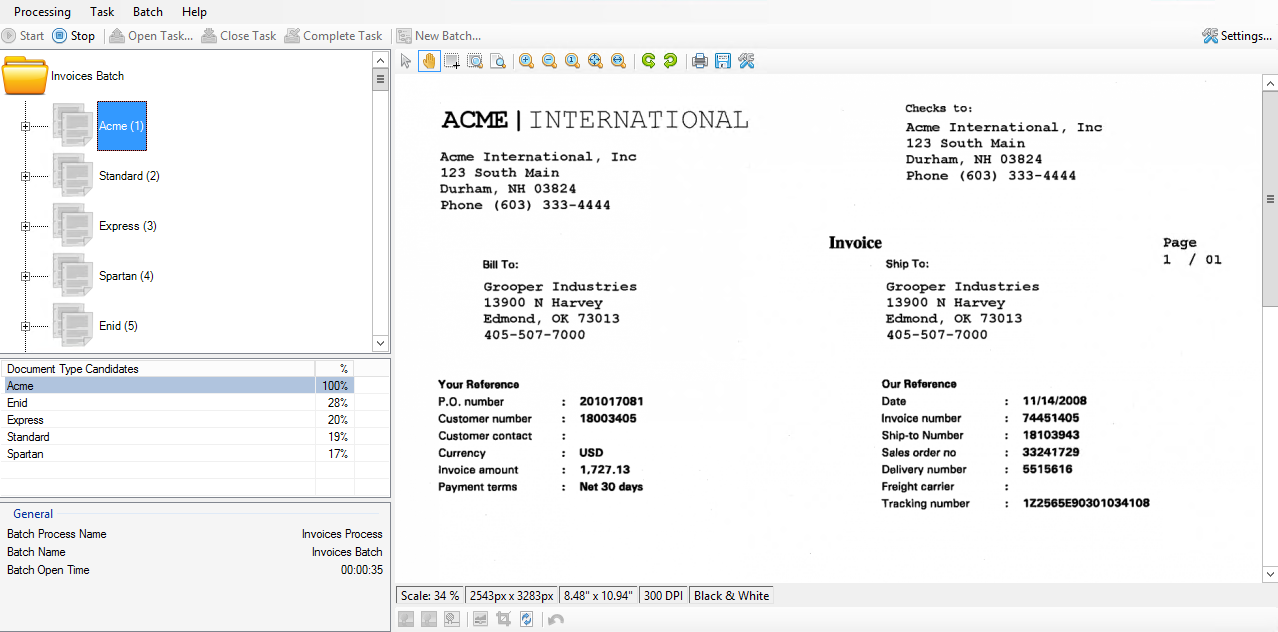 Processing Task Batch Help
Start Stop Open Task... Close Task Complete Task New Batch... Settings...
Invoices Batch
Acme (1)
Standard (2)
Express (3)
Spartan (4)
Enid (5)
Document Type Candidates %
Acme 100%
Enid 28%
Express 20%
Standard 19%
Spartan 17%
General
Batch Process Name Invoices Process
Batch Name Invoices Batch
Batch Open Time 00:00:35
ACME | INTERNATIONAL
Acme International, Inc
123 South Main
Durham, NH 03824
Phone (603) 333-4444
Checks to:
Acme International, Inc
123 South Main
Durham, NH 03824
Phone (603) 333-4444
Invoice
Page
1 / 01
Bill To:
Grooper Industries
13900 N Harvey
Edmond, OK 73013
405-507-7000
Ship To:
Grooper Industries
13900 N Harvey
Edmond, OK 73013
405-507-7000
Your Reference
P.O. number : 201017081
Customer number : 18003405
Customer contact :
Currency : USD
Invoice amount : 1,727.13
Payment terms : Net 30 days
Our Reference
Date : 11/14/2008
Invoice number : 74451405
Ship-to Number : 18103943
Sales order no : 33241729
Delivery number : 5515616
Freight carrier :
Tracking number : 1Z2565E90301034108
Scale: 34 % 2543px x 3283px 8.48" x 10.94" 300 DPI Black & White